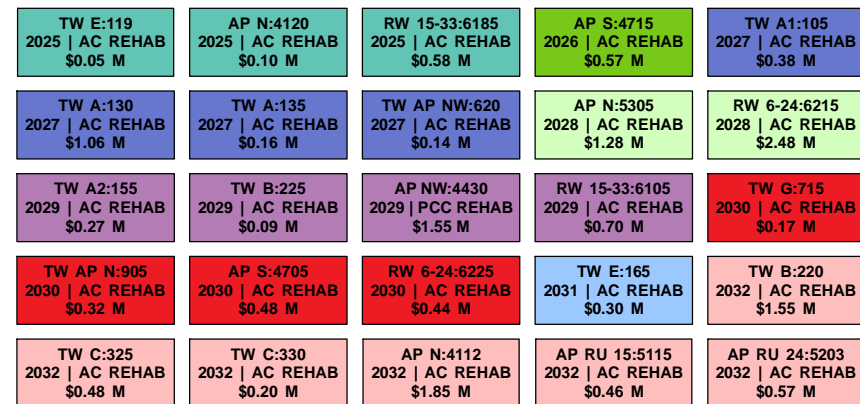 TW E:119
2025 | AC REHAB
$0.05 M
AP N:4120
2025 | AC REHAB
$0.10 M
RW 15-33:6185
2025 | AC REHAB
$0.58 M
AP S:4715
2026 | AC REHAB
$0.57 M
TW A1:105
2027 | AC REHAB
$0.38 M
TW A:130
2027 | AC REHAB
$1.06 M
TW A:135
2027 | AC REHAB
$0.16 M
TW AP NW:620
2027 | AC REHAB
$0.14 M
AP N:5305
2028 | AC REHAB
$1.28 M
RW 6-24:6215
2028 | AC REHAB
$2.48 M
TW A2:155
2029 | AC REHAB
$0.27 M
TW B:225
2029 | AC REHAB
$0.09 M
AP NW:4430
2029 | PCC REHAB
$1.55 M
RW 15-33:6105
2029 | AC REHAB
$0.70 M
TW G:715
2030 | AC REHAB
$0.17 M
TW AP N:905
2030 | AC REHAB
$0.32 M
AP S:4705
2030 | AC REHAB
$0.48 M
RW 6-24:6225
2030 | AC REHAB
$0.44 M
TW E:165
2031 | AC REHAB
$0.30 M
TW B:220
2032 | AC REHAB
$1.55 M
TW C:325
2032 | AC REHAB
$0.48 M
TW C:330
2032 | AC REHAB
$0.20 M
AP N:4112
2032 | AC REHAB
$1.85 M
AP RU 15:5115
2032 | AC REHAB
$0.46 M
AP RU 24:5203
2032 | AC REHAB
$0.57 M